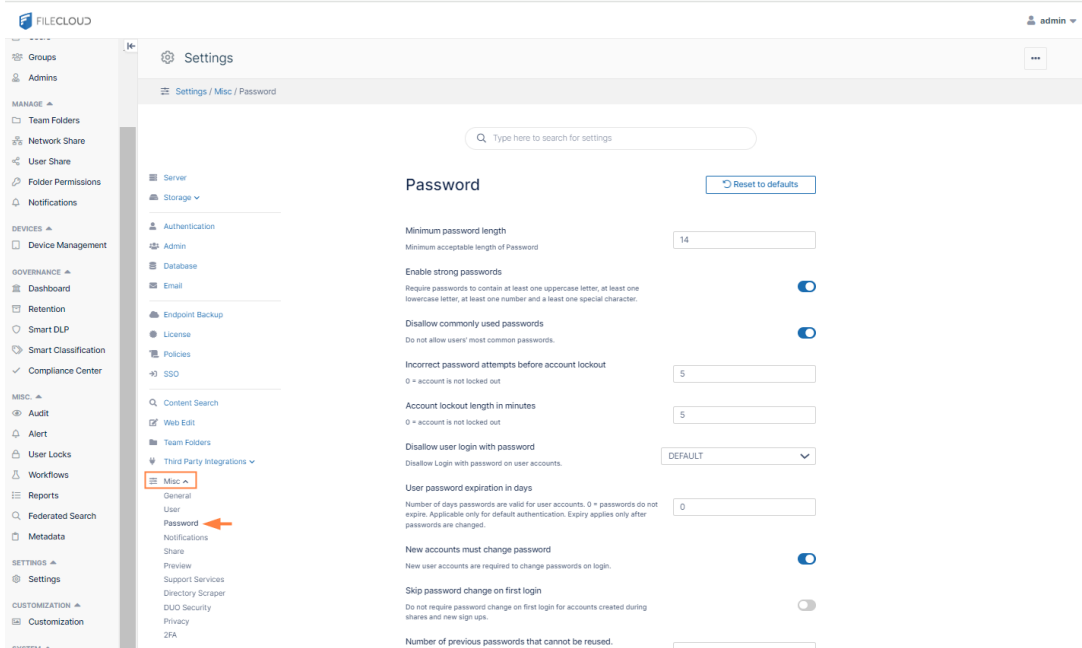 FILECLOUD
admin
Groups
Admins
MANAGE
Team Folders
Network Share
User Share
Folder Permissions
Notifications
DEVICES
Device Management
GOVERNANCE
Dashboard
Retention
Smart DLP
Smart Classification
Compliance Center
MISC.
Audit
Alert
User Locks
Workflows
Reports
Federated Search
Metadata
SETTINGS
Settings
CUSTOMIZATION
Customization
SYSTEM
Settings
Settings / Misc / Password
Type here to search for settings
Server
Storage
Authentication
Admin
Database
Email
Endpoint Backup
License
Policies
SSO
Content Search
Web Edit
Team Folders
Third Party Integrations
Misc
General
User
Password
Notifications
Share
Preview
Support Services
Directory Scraper
DUO Security
Privacy
2FA
Password
Reset to defaults
Minimum password length
Minimum acceptable length of Password
14
Enable strong passwords
Require passwords to contain at least one uppercase letter, at least one
lowercase letter, at least one number and a least one special character.
Disallow commonly used passwords
Do not allow users' most common passwords.
Incorrect password attempts before account lockout
0 = account is not locked out
5
Account lockout length in minutes
0 = account is not locked out
5
Disallow user login with password
Disallow Login with password on user accounts.
DEFAULT
User password expiration in days
Number of days passwords are valid for user accounts. 0 = passwords do not
expire. Applicable only for default authentication. Expiry applies only after
passwords are changed.
0
New accounts must change password
New user accounts are required to change passwords on login.
Skip password change on first login
Do not require password change on first login for accounts created during
shares and new sign ups.
Number of previous passwords that cannot be reused.